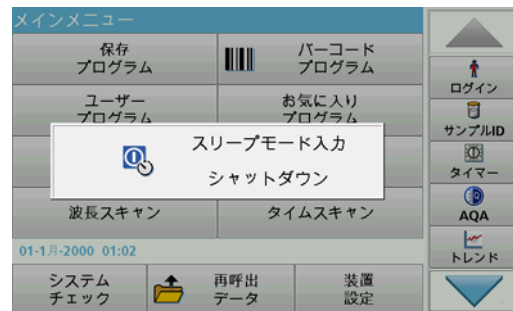 メインメニュー
保存
プログラム
バーコード
プログラム
ユーザー
プログラム
お気に入り
プログラム
スリープモード入力
シャットダウン
波長スキャン
タイムスキャン
01-1月-2000 01:02
システム
チェック
再呼出
データ
装置
設定
ログイン
サンプルID
タイマー
AQA
トレンド